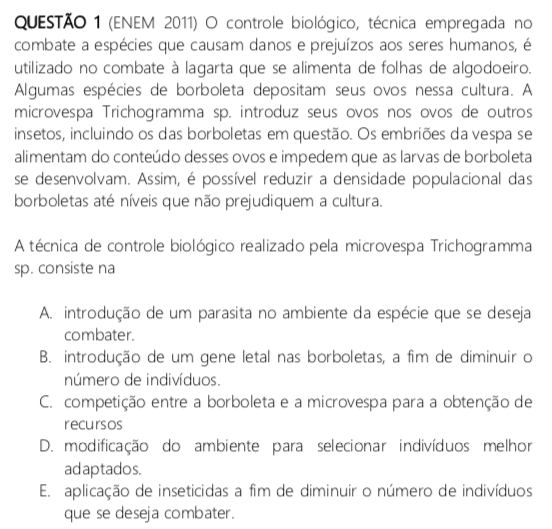 QUESTÃO 1 (ENEM 2011) O controle biológico, técnica empregada no
combate a espécies que causam danos e prejuízos aos seres humanos, é
utilizado no combate à lagarta que se alimenta de folhas de algodoeiro.
Algumas espécies de borboleta depositam seus ovos nessa cultura. A
microvespa Trichogramma sp. introduz seus ovos nos ovos de outros
insetos, incluindo os das borboletas em questão. Os embriões da vespa se
alimentam do conteúdo desses ovos e impedem que as larvas de borboleta
se desenvolvam. Assim, é possível reduzir a densidade populacional das
borboletas até níveis que não prejudiquem a cultura.
A técnica de controle biológico realizado pela microvespa Trichogramma
sp. consiste na
A. introdução de um parasita no ambiente da espécie que se deseja
combater.
B. introdução de um gene letal nas borboletas, a fim de diminuir o
número de indivíduos.
C. competição entre a borboleta e a microvespa para a obtenção de
recursos
D. modificação do ambiente para selecionar indivíduos melhor
adaptados.
E. aplicação de inseticidas a fim de diminuir o número de indivíduos
que se deseja combater.